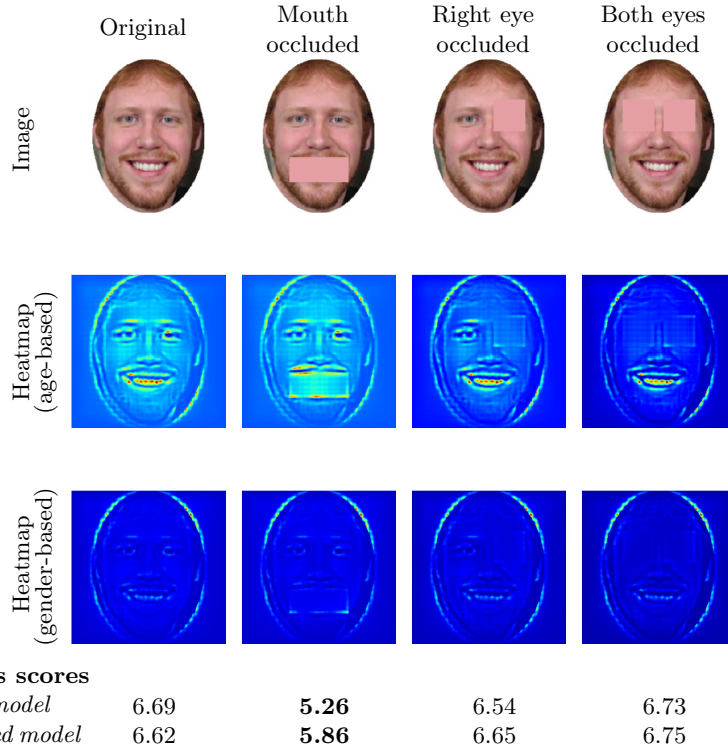 Original
Mouth
occluded
Right eye
occluded
Both eyes
occluded
Image
Heatmap
(age-based)
Heatmap
(gender-based)
scores
model 6.69 5.26 6.54 6.73
model 6.62 5.86 6.65 6.75